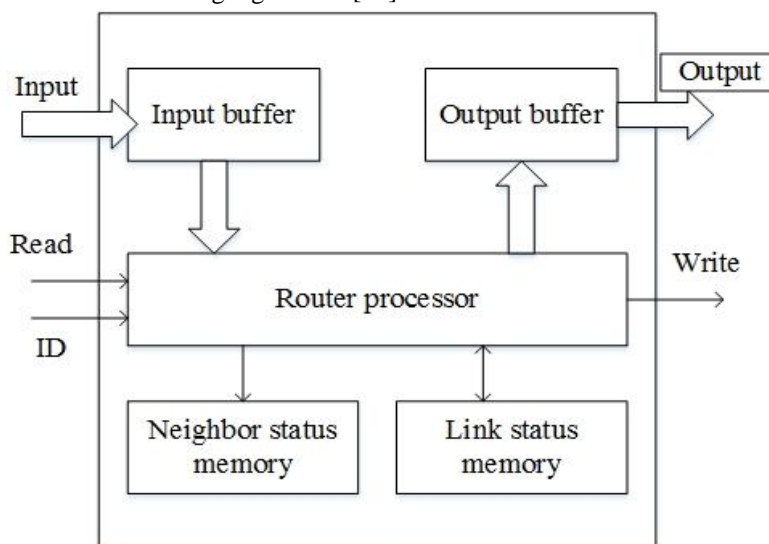 Input
Input buffer
Output buffer
Output
Read
ID
Router processor
Write
Neighbor status
memory
Link status
memory